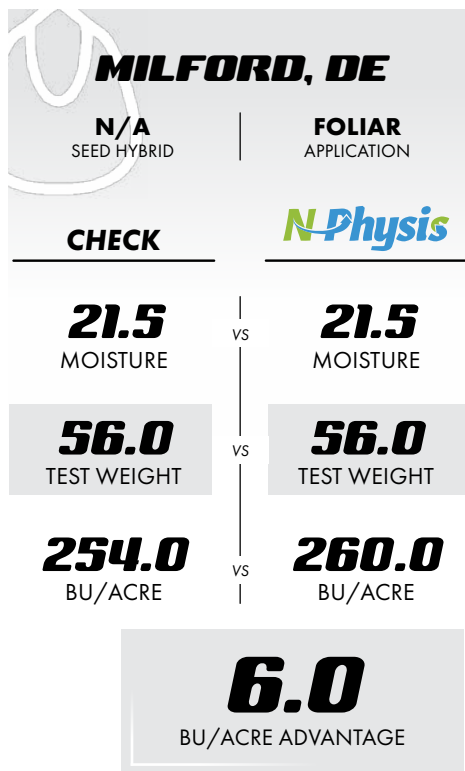 MILFORD, DE
N/A
SEED HYBRID
FOLIAR
APPLICATION
CHECK
N-Physis
21.5
MOISTURE
vs
21.5
MOISTURE
56.0
TEST WEIGHT
vs
56.0
TEST WEIGHT
254.0
BU/ACRE
vs
260.0
BU/ACRE
6.0
BU/ACRE ADVANTAGE